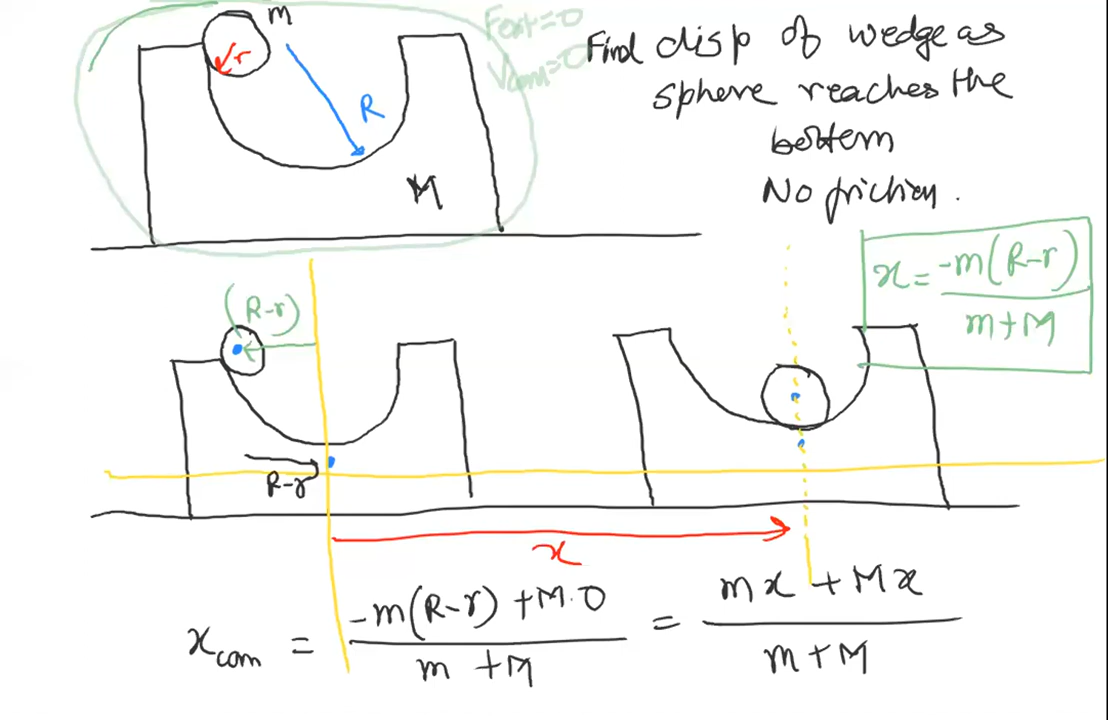 m
r
R
M
Fext=0
Vcom=0
Find disp of wedge as
sphere reaches the
bottom
No friction.
x = -m(R-r) / m+M
(R-r)
R-r
x
xcom = -m(R-r) + M.0 / m+M = mx + Mx / m+M